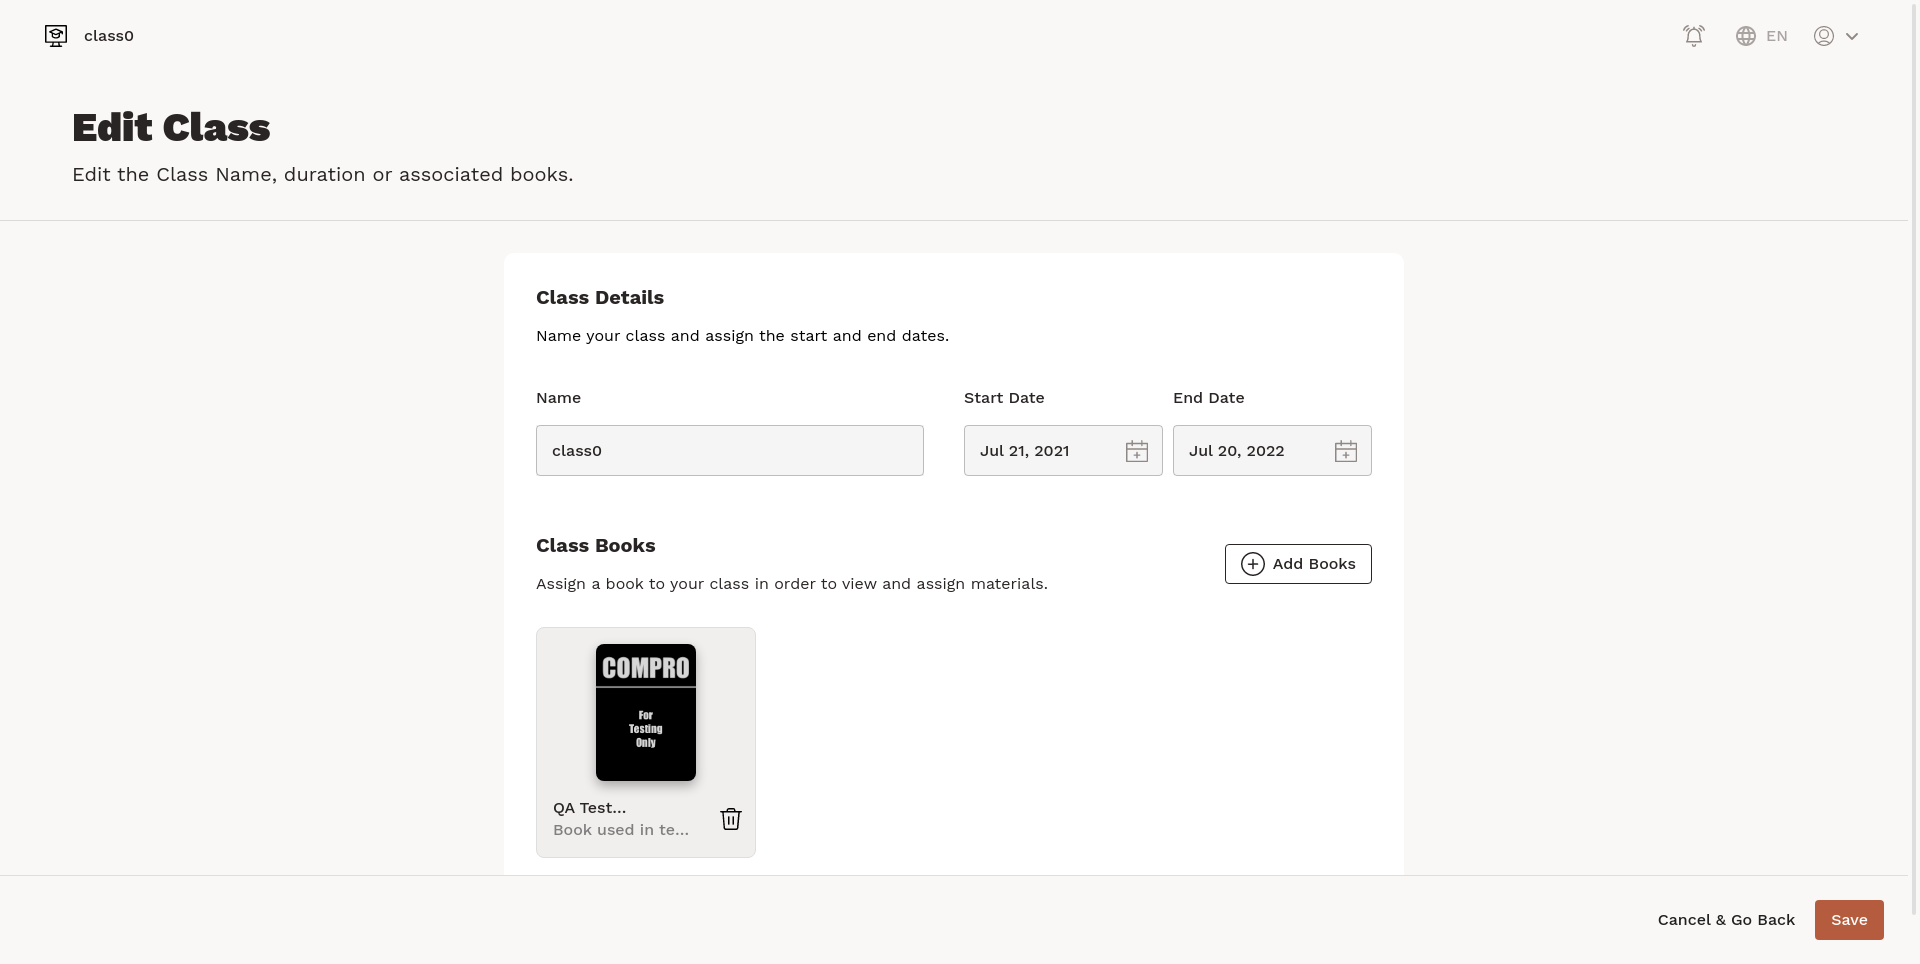 class0
EN
Edit Class
Edit the Class Name, duration or associated books.
Class Details
Name your class and assign the start and end dates.
Name
Start Date
End Date
class0
Jul 21, 2021
Jul 20, 2022
Class Books
Add Books
Assign a book to your class in order to view and assign materials.
COMPRO
For
Testing
Only
QA Test...
Book used in te...
Cancel & Go Back
Save